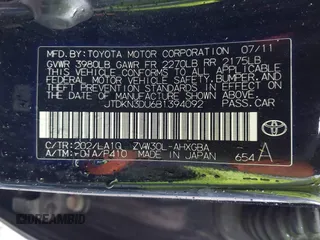 MFD. BY: TOYOTA MOTOR CORPORATION 07/11
GVWR 3980LB GAWR FR 2270LB RR 2175LB
THIS VEHICLE CONFORMS TO ALL APPLICABLE
FEDERAL MOTOR VEHICLE SAFETY, BUMPER, AND
THEFT PREVENTION STANDARDS IN EFFECT ON THE
DATE OF MANUFACTURE SHOWN ABOVE.
JTDKN3DU6B1394092 PASS.CAR
C/TR:202/LA10 ZVW30L-AHXGBA
A/TM:-01A/P410 MADE IN JAPAN 654 A
DREAMBID